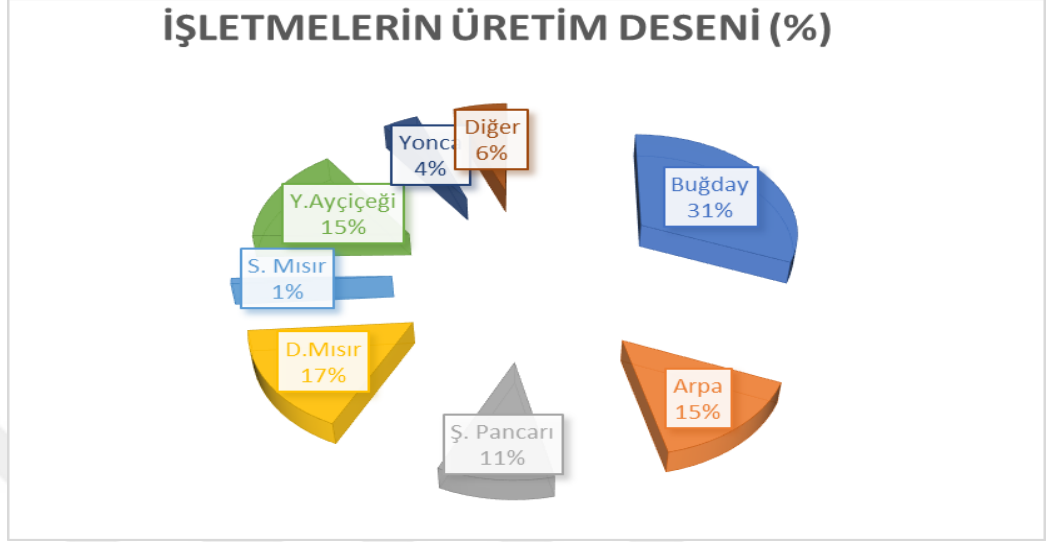 İŞLETMELERİN ÜRETİM DESENİ (%)
Diğer
6%
Yonca
4%
Buğday
31%
Y.Ayçiçeği
15%
S. Mısır
1%
D.Mısır
17%
Arpa
15%
Ş. Pancarı
11%